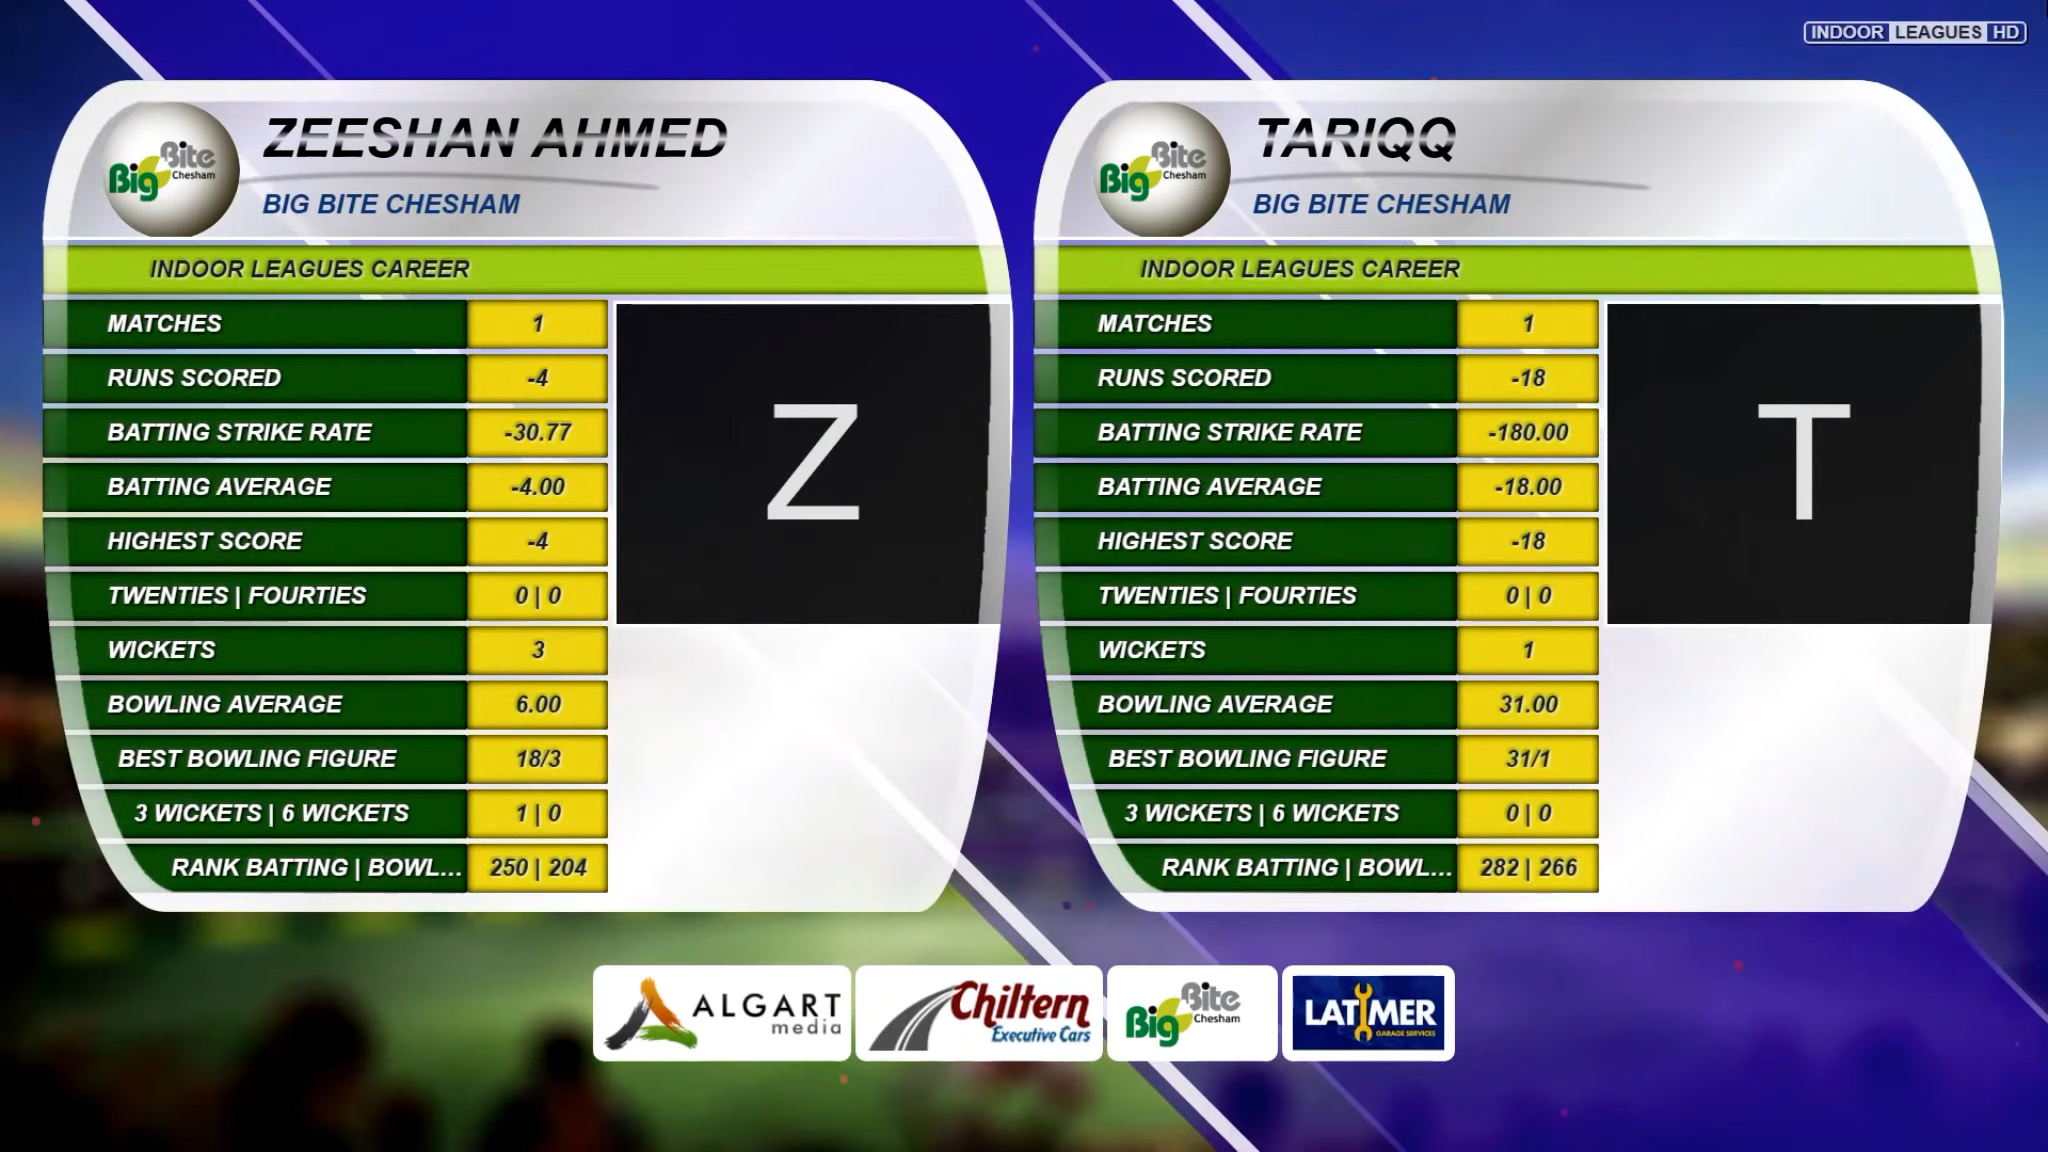 INDOOR LEAGUES HD
Big Bite Chesham
ZEESHAN AHMED
BIG BITE CHESHAM
INDOOR LEAGUES CAREER
MATCHES 1
RUNS SCORED -4
BATTING STRIKE RATE -30.77
BATTING AVERAGE -4.00
HIGHEST SCORE -4
TWENTIES | FOURTIES 0 | 0
WICKETS 3
BOWLING AVERAGE 6.00
BEST BOWLING FIGURE 18/3
3 WICKETS | 6 WICKETS 1 | 0
RANK BATTING | BOWL... 250 | 204
Z
Big Bite Chesham
TARIQQ
BIG BITE CHESHAM
INDOOR LEAGUES CAREER
MATCHES 1
RUNS SCORED -18
BATTING STRIKE RATE -180.00
BATTING AVERAGE -18.00
HIGHEST SCORE -18
TWENTIES | FOURTIES 0 | 0
WICKETS 1
BOWLING AVERAGE 31.00
BEST BOWLING FIGURE 31/1
3 WICKETS | 6 WICKETS 0 | 0
RANK BATTING | BOWL... 282 | 266
T
ALGART
media
Chiltern
Executive Cars
Big Bite Chesham
LATIMER
GARAGE SERVICES